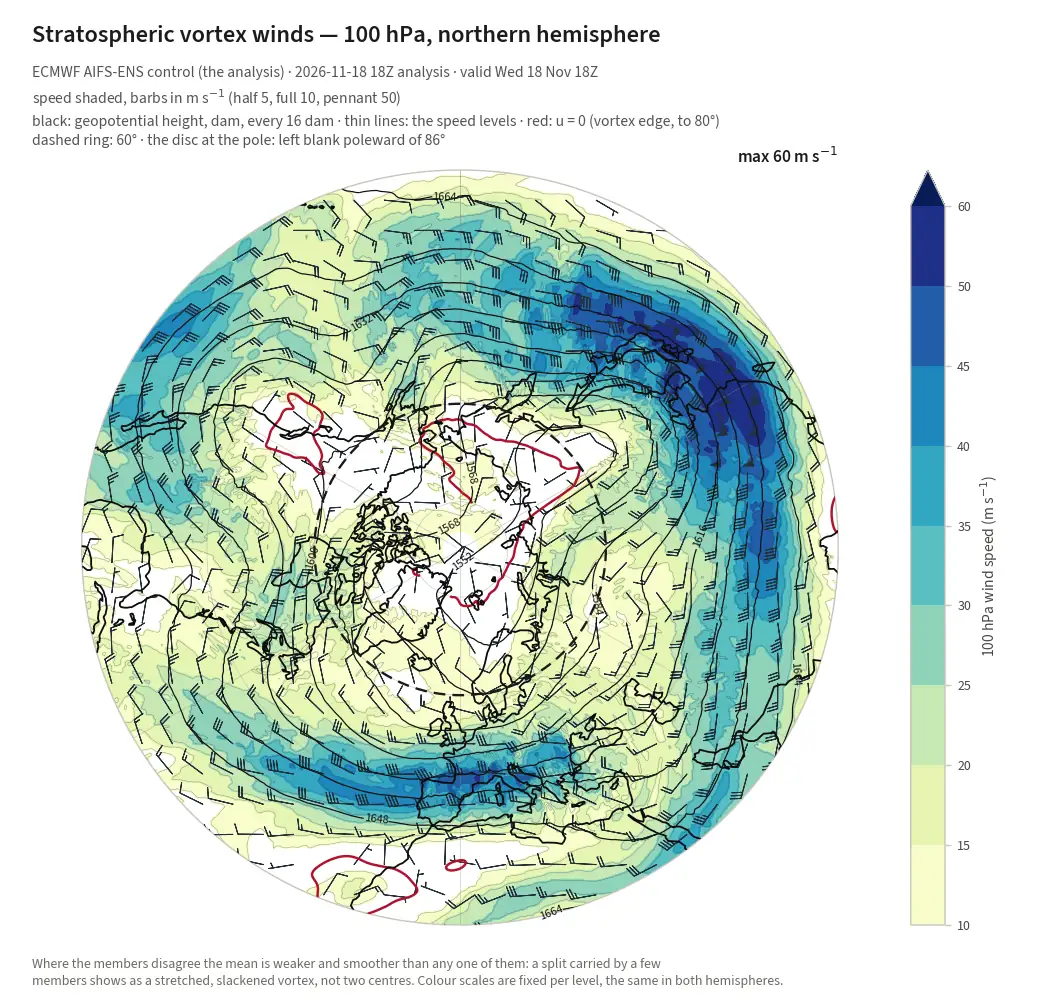 Stratospheric vortex winds — 100 hPa, northern hemisphere
ECMWF AIFS-ENS control (the analysis) · 2026-11-18 18Z analysis · valid Wed 18 Nov 18Z
speed shaded, barbs in m s⁻¹ (half 5, full 10, pennant 50)
black: geopotential height, dam, every 16 dam · thin lines: the speed levels · red: u = 0 (vortex edge, to 80°)
dashed ring: 60° · the disc at the pole: left blank poleward of 86°
max 60 m s⁻¹
1664
1632
1568
1568
1552
1600
1616
1584
1648
1664
60
50
45
40
35
30
25
20
15
10
100 hPa wind speed (m s⁻¹)
Where the members disagree the mean is weaker and smoother than any one of them: a split carried by a few
members shows as a stretched, slackened vortex, not two centres. Colour scales are fixed per level, the same in both hemispheres.